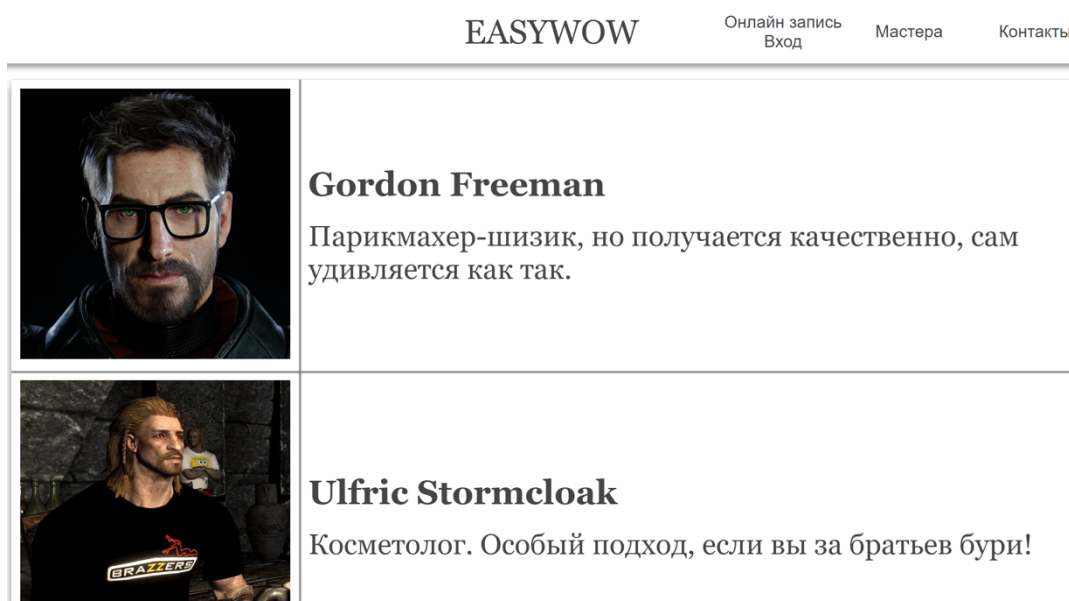 EASYWOW
Онлайн запись
Вход
Мастера
Контакты
Gordon Freeman
Парикмахер-шизик, но получается качественно, сам
удивляется как так.
Ulfric Stormcloak
Косметолог. Особый подход, если вы за братьев бури!
BRAZZERS